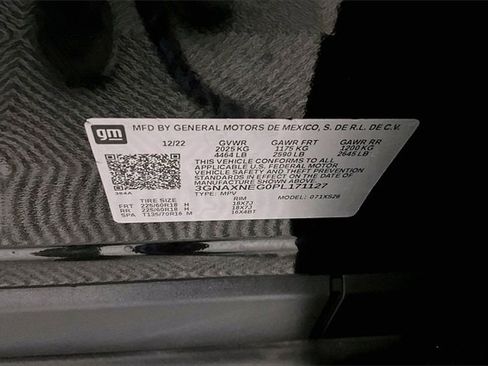 gm
MFD BY GENERAL MOTORS DE MEXICO, S. DE R.L. DE C.V.
12/22 GVWR GAWR FRT GAWR RR
2025 KG 1175 KG 1200 KG
4464 LB 2590 LB 2645 LB
THIS VEHICLE CONFORMS TO ALL
APPLICABLE U.S. FEDERAL MOTOR
VEHICLE SAFETY AND THEFT PREVENTION
STANDARDS IN EFFECT ON THE DATE OF
MANUFACTURE SHOWN ABOVE.
3GNAXNEG0PL171127
TYPE: MPV MODEL: 071XS26
TIRE SIZE RIM
FRT 225/60R18 H 18X7J
RR 225/60R18 H 18X7J
SPA T135/70R16 M 16X4BT